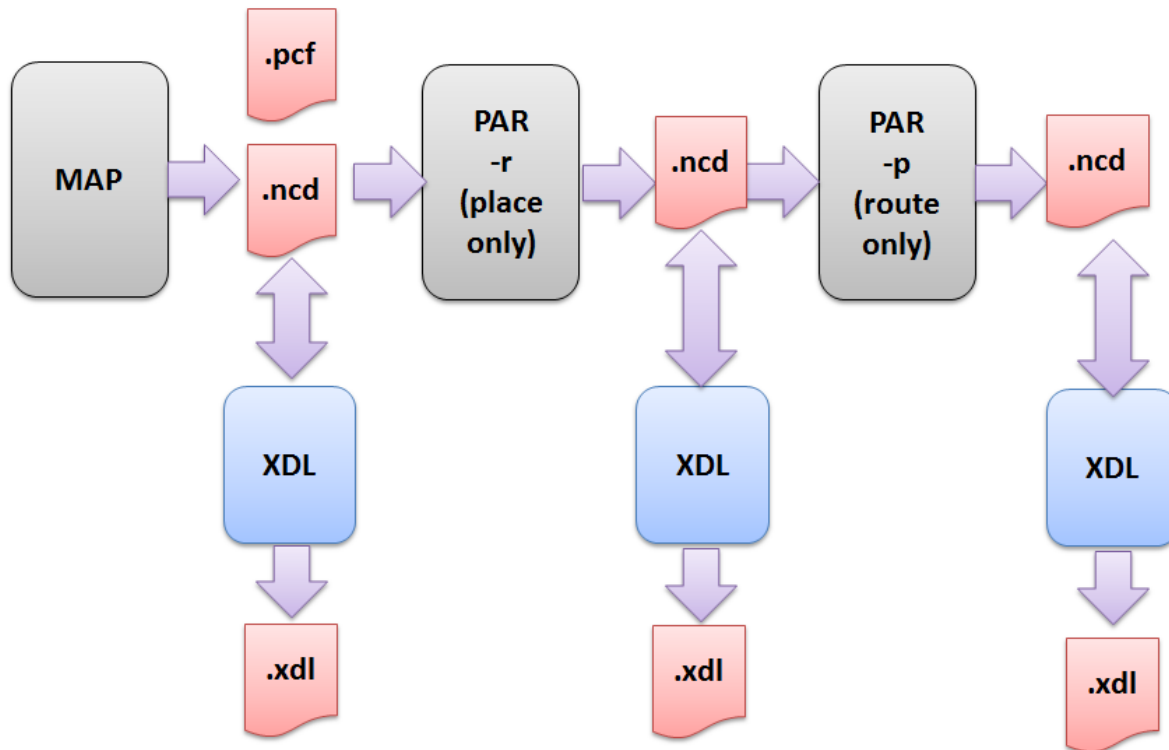 .pcf
MAP
.ncd
PAR
-r
(place
only)
.ncd
PAR
-p
(route
only)
.ncd
XDL
XDL
XDL
.xdl
.xdl
.xdl